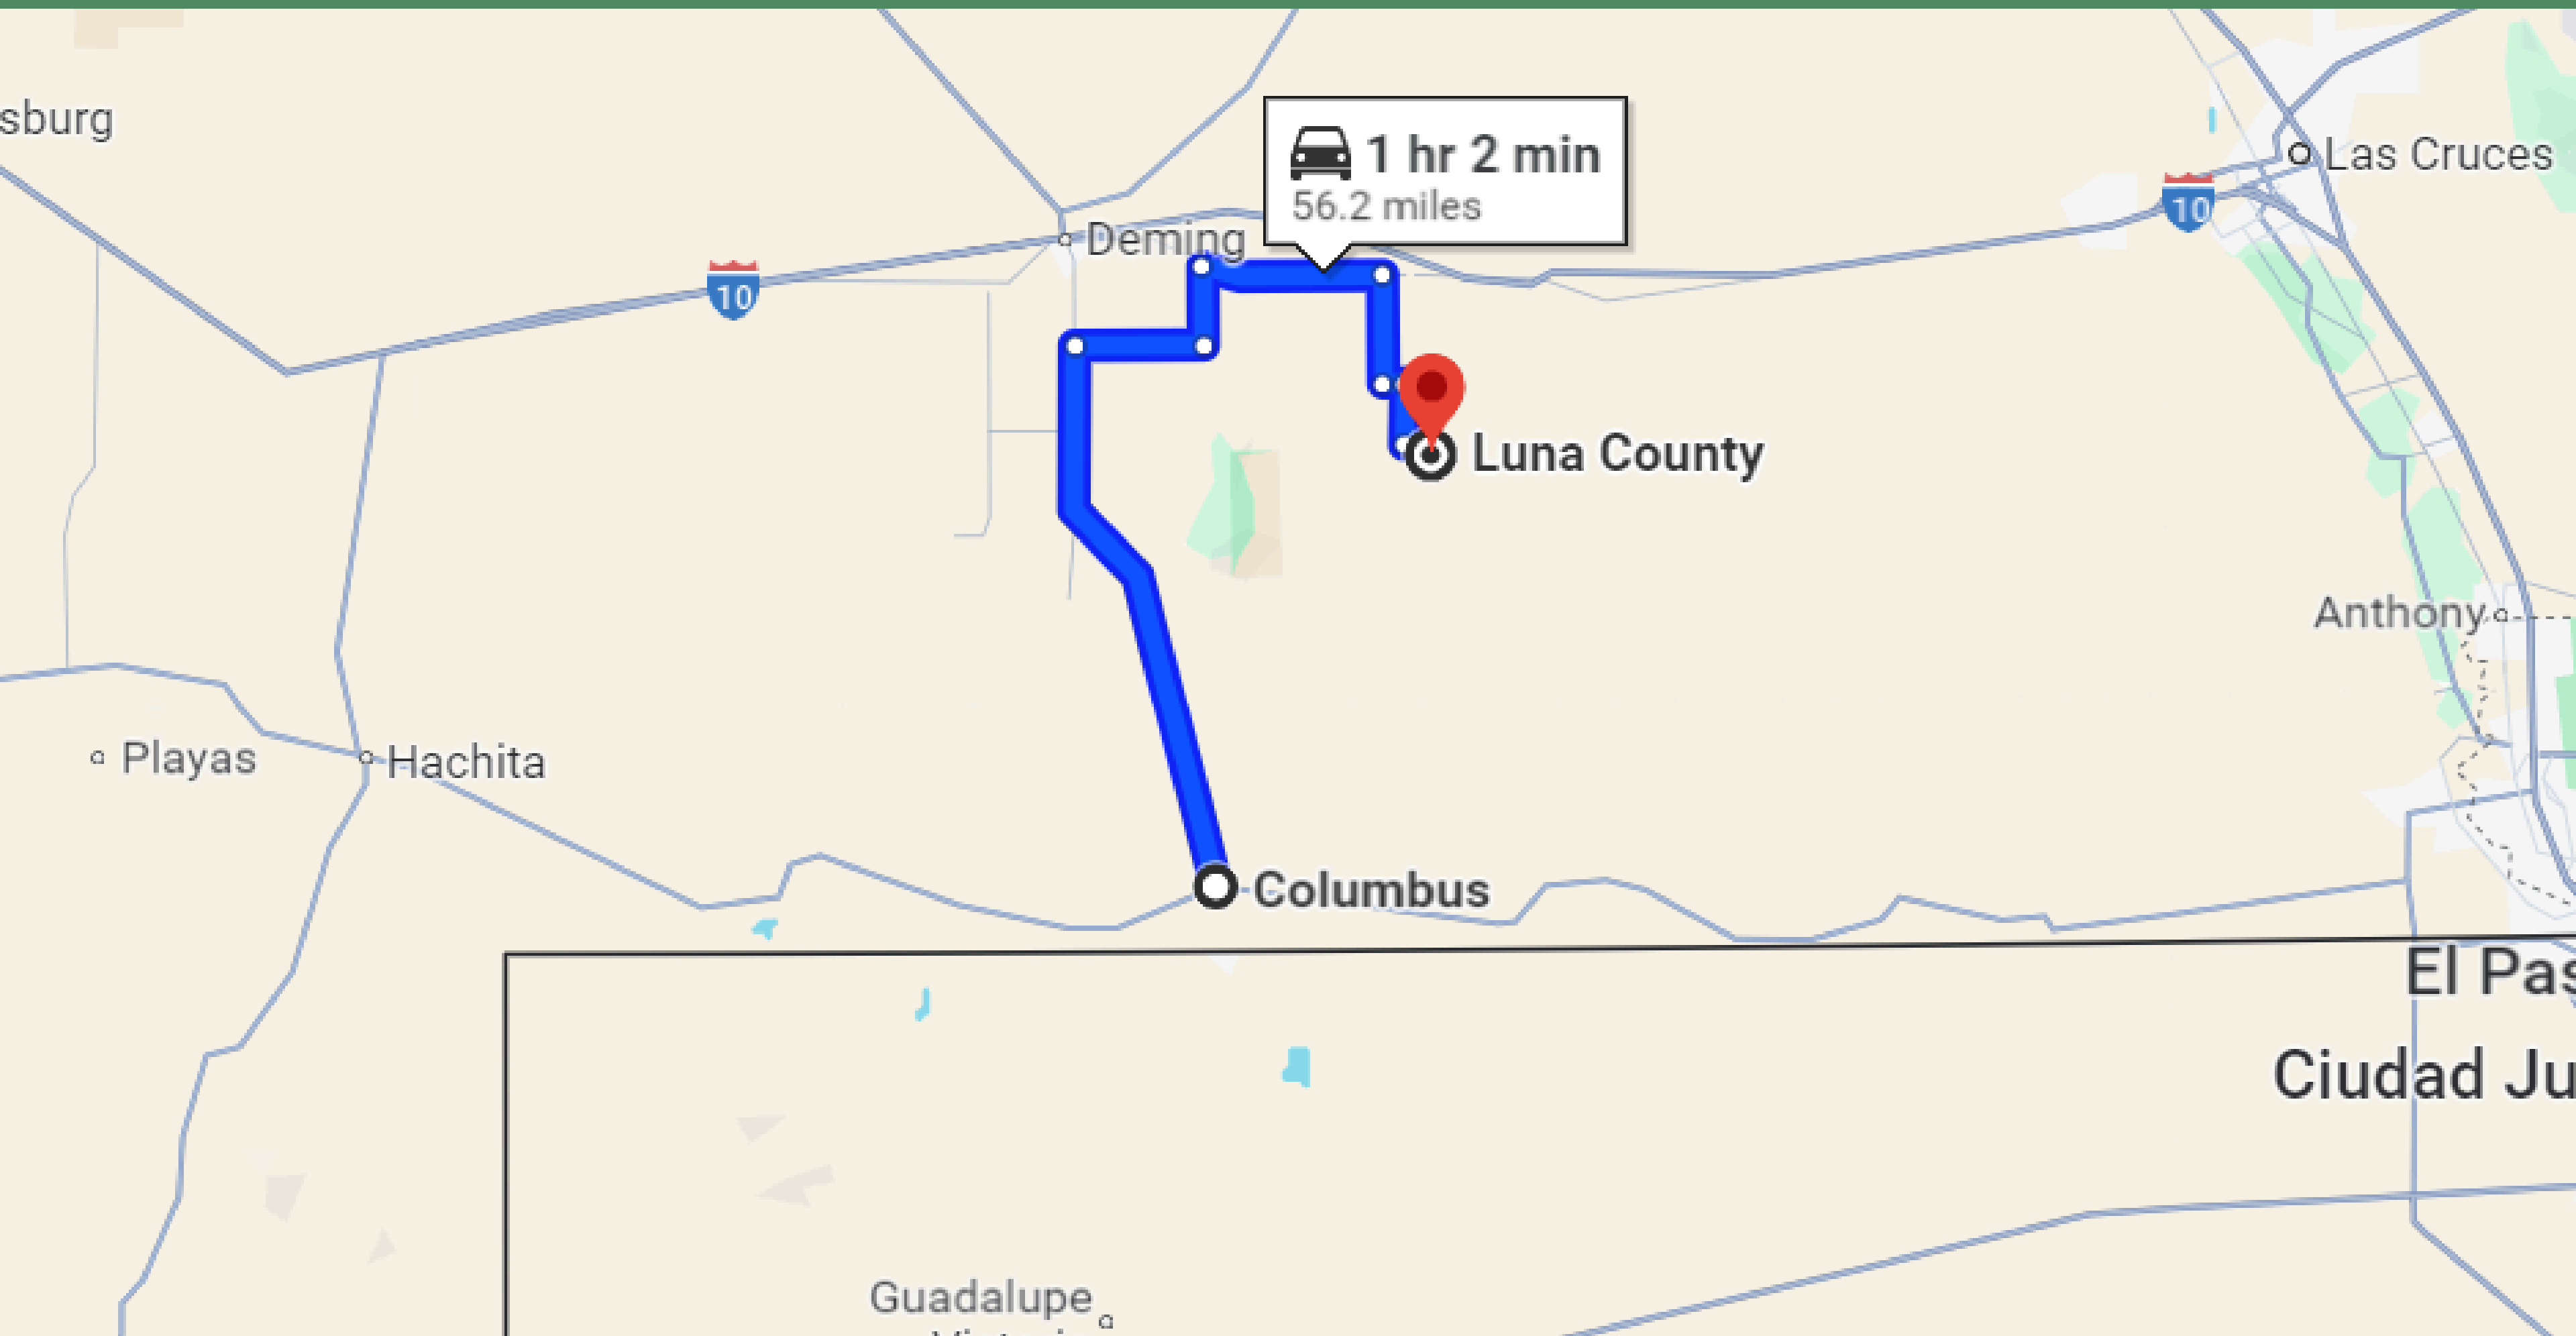 sburg
1 hr 2 min
56.2 miles
Las Cruces
10
Deming
10
Luna County
Anthony
Playas
Hachita
Columbus
El Pas
Ciudad Ju
Guadalupe